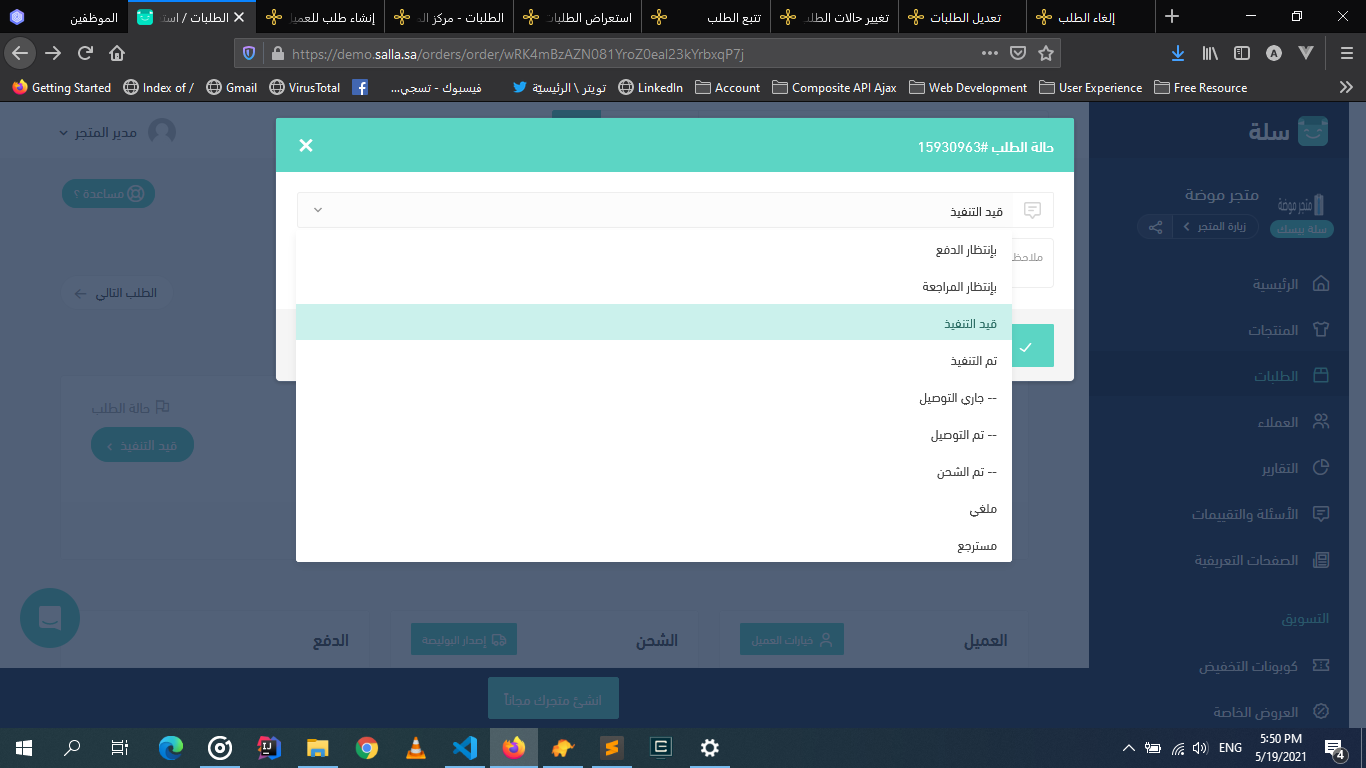 الموظفين
الطلبات / است
إنشاء طلب للعميل
الطلبات - مركز ال
استعراض الطلبات
تتبع الطلب
تغيير حالات الطلب
تعديل الطلبات
إلغاء الطلب
https://demo.salla.sa/orders/order/wRK4mBzAZN081YroZ0eal23kYrbxqP7j
Getting Started
Index of /
Gmail
VirusTotal
فيسبوك - تسجي...
تويتر \ الرئيسيّة
LinkedIn
Account
Composite API Ajax
Web Development
User Experience
Free Resource
سلة
مدير المتجر
حالة الطلب #15930963
مساعدة ؟
متجر موضة
متجر موضة
زيارة المتجر
سلة بيسك
قيد التنفيذ
ملاحظ
بإنتظار الدفع
بإنتظار المراجعة
قيد التنفيذ
تم التنفيذ
-- جاري التوصيل
-- تم التوصيل
-- تم الشحن
ملغي
مسترجع
الطلب التالي
حالة الطلب
قيد التنفيذ
الرئيسية
المنتجات
الطلبات
العملاء
التقارير
الأسئلة والتقييمات
الصفحات التعريفية
التسويق
كوبونات التخفيض
العروض الخاصة
العميل
خيارات العميل
الشحن
إصدار البوليصة
الدفع
انشئ متجرك مجاناً
ENG
5:50 PM
5/19/2021
4